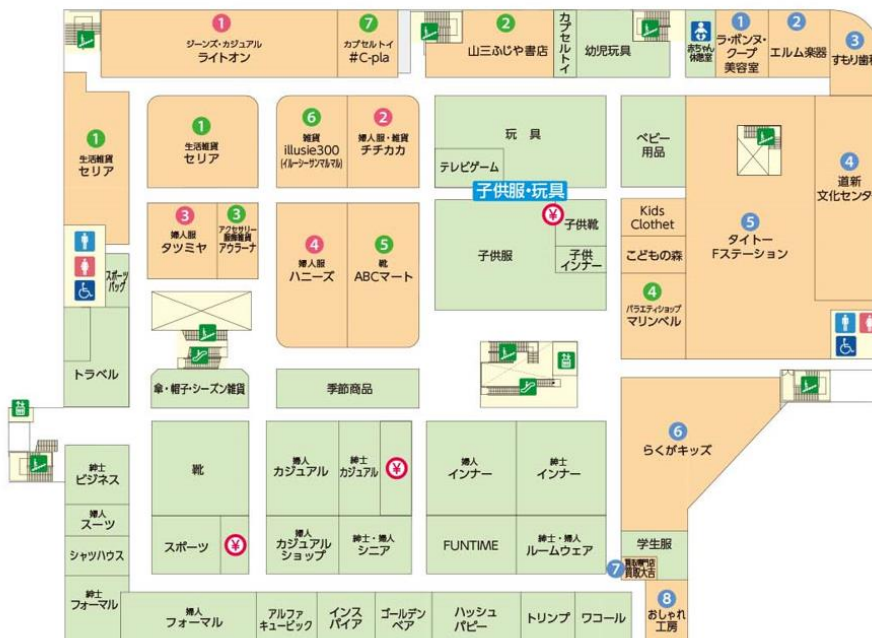 1
ジーンズ・カジュアル
ライトオン
7
カプセルトイ
#C-pla
2
山三ふじや書店
カプセルトイ
幼児玩具
赤ちゃん
休憩室
1
ラ・ボンヌ・
クープ
美容室
2
エルム楽器
3
すもり歯科
1
生活雑貨
セリア
1
生活雑貨
セリア
6
雑貨
illusie300
(イルーシーサンマルマル)
2
婦人服・雑貨
チチカカ
玩 具
テレビゲーム
ベビー
用品
4
道新
文化センター
5
タイトー
Fステーション
3
婦人服
タツミヤ
3
アクセサリー
服飾雑貨
アウラーナ
4
婦人服
ハニーズ
5
靴
ABCマート
子供服・玩具
¥
子供服
子供靴
子供
インナー
Kids
Clothet
こどもの森
4
バラエティショップ
マリンベル
スポーツ
バッグ
トラベル
傘・帽子・シーズン雑貨
季節商品
6
らくがキッズ
紳士
ビジネス
婦人
スーツ
シャツハウス
紳士
フォーマル
靴
スポーツ
¥
婦人
カジュアル
紳士
カジュアル
¥
婦人
カジュアル
ショップ
紳士・婦人
シニア
婦人
インナー
紳士
インナー
FUNTIME
紳士・婦人
ルームウェア
学生服
7
買取専門店
買取大吉
8
おしゃれ
工房
婦人
フォーマル
アルファ
キュービック
インス
パイア
ゴールデン
ベア
ハッシュ
パピー
トリンプ
ワコール